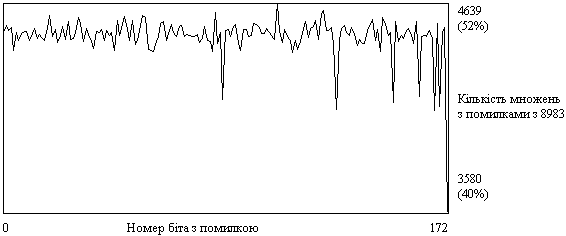 4639
(52%)
Кількість множень
з помилками з 8983
3580
(40%)
0 Номер біта з помилкою 172